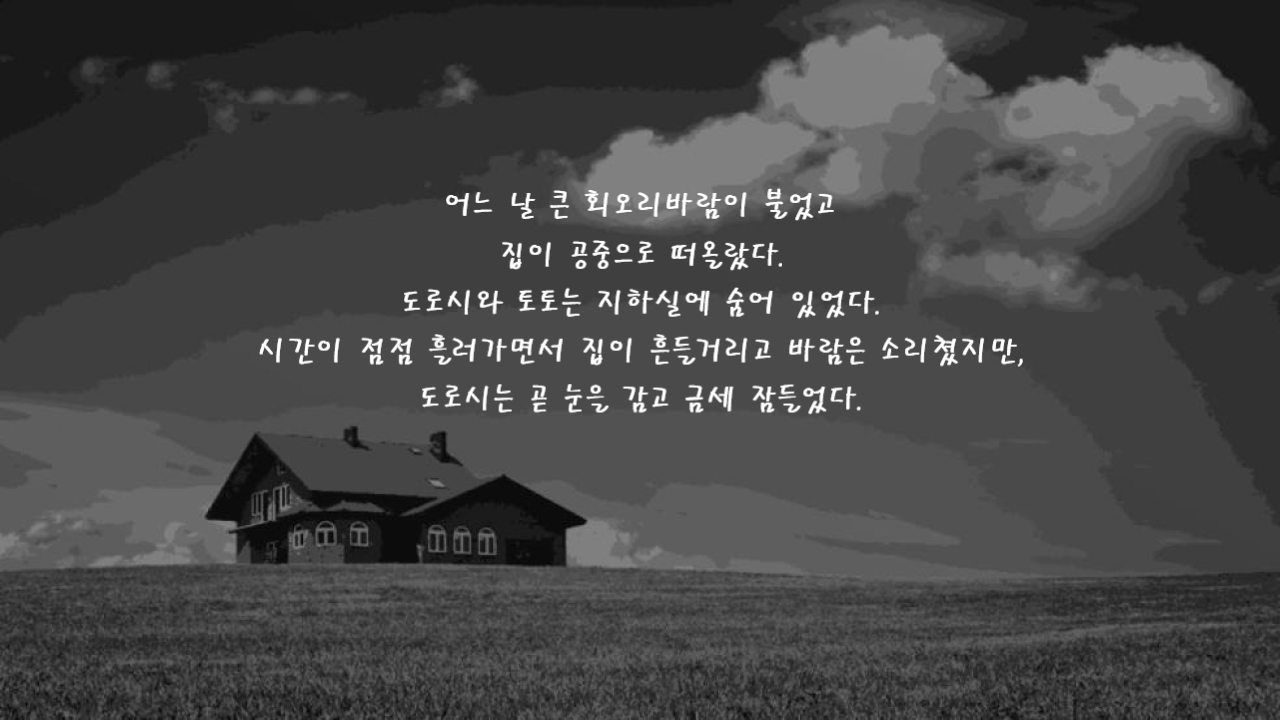 어느 날 큰 회오리바람이 불었고
집이 공중으로 떠올랐다.
도로시와 토토는 지하실에 숨어 있었다.
시간이 점점 흘러가면서 집이 흔들거리고 바람은 소리쳤지만,
도로시는 곧 눈을 감고 금세 잠들었다.